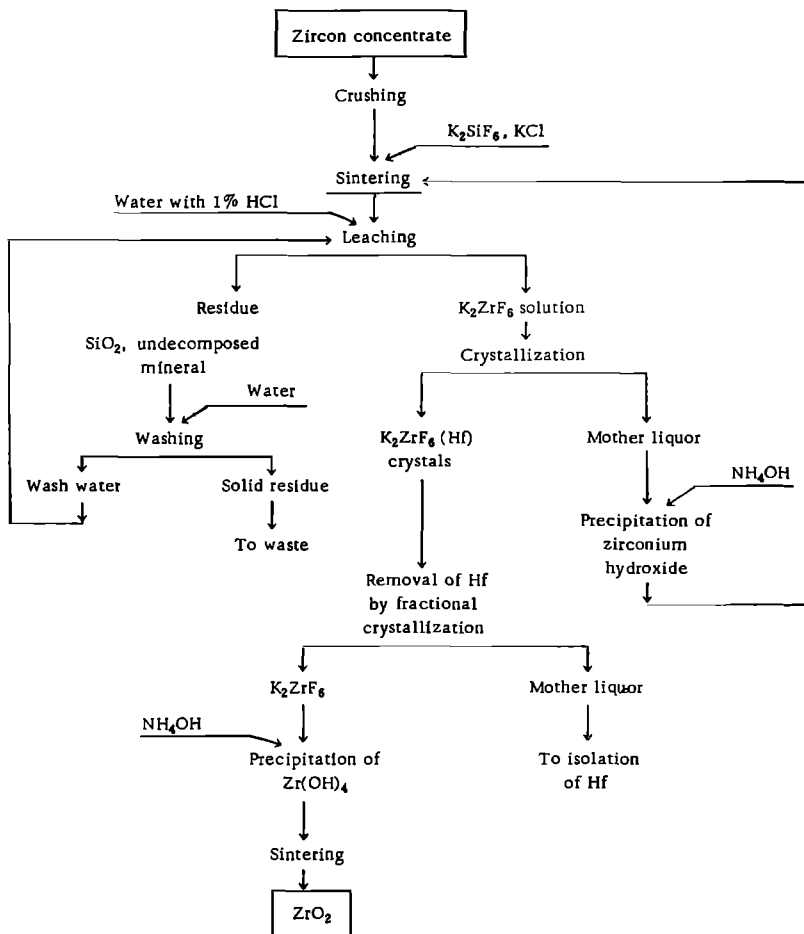 Zircon concentrate
Crushing
K₂SiF₆, KCl
Sintering
Water with 1% HCl
Leaching
Residue
K₂ZrF₆ solution
SiO₂, undecomposed
mineral
Crystallization
Water
Washing
K₂ZrF₆ (Hf)
crystals
Mother liquor
Wash water
Solid residue
NH₄OH
To waste
Precipitation of
zirconium
hydroxide
Removal of Hf
by fractional
crystallization
K₂ZrF₆
Mother liquor
NH₄OH
Precipitation of
Zr(OH)₄
To isolation
of Hf
Sintering
ZrO₂